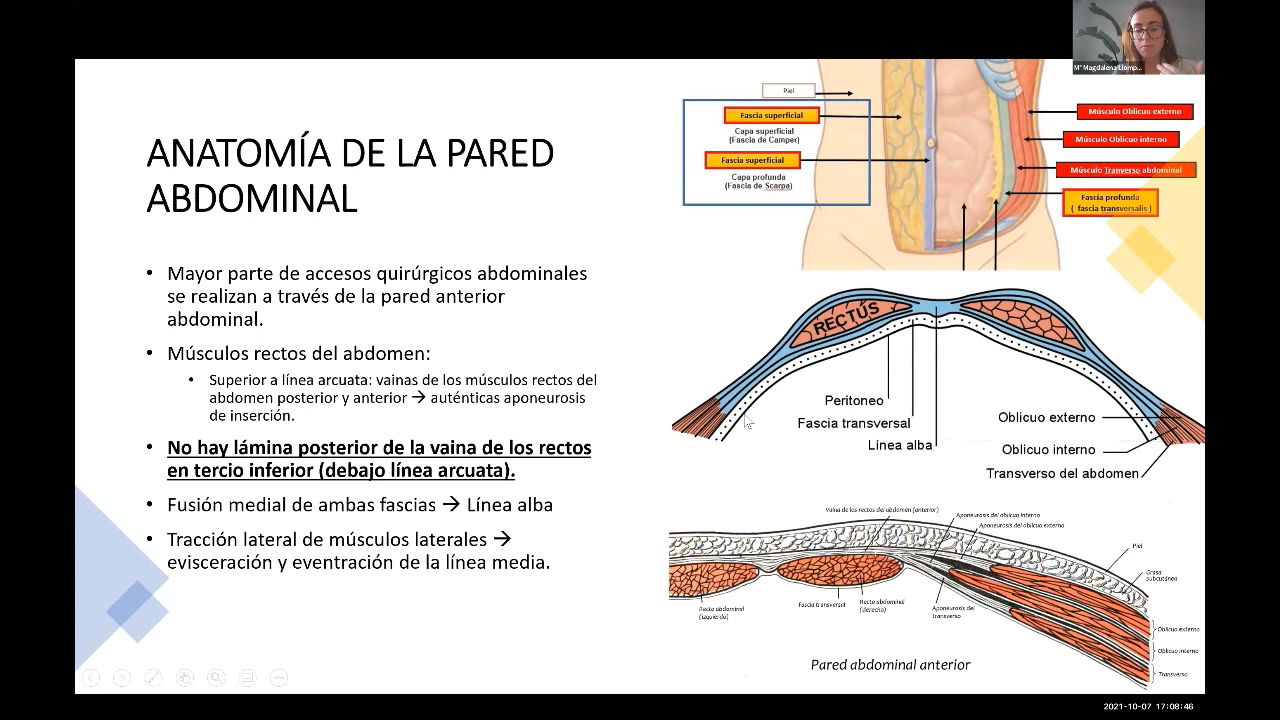 Mª Magdalena Llomp...
ANATOMÍA DE LA PARED
ABDOMINAL
• Mayor parte de accesos quirúrgicos abdominales
se realizan a través de la pared anterior
abdominal.
• Músculos rectos del abdomen:
• Superior a línea arcuata: vainas de los músculos rectos del
abdomen posterior y anterior → auténticas aponeurosis
de inserción.
• No hay lámina posterior de la vaina de los rectos
en tercio inferior (debajo línea arcuata).
• Fusión medial de ambas fascias → Línea alba
• Tracción lateral de músculos laterales →
evisceración y eventración de la línea media.
Piel
Fascia superficial
Capa superficial
(Fascia de Camper)
Fascia superficial
Capa profunda
(Fascia de Scarpa)
Músculo Oblicuo externo
Músculo Oblicuo interno
Músculo Tranverso abdominal
Fascia profunda
( fascia transversalis )
RECTÚS
Peritoneo
Fascia transversal
Línea alba
Oblicuo externo
Oblicuo interno
Transverso del abdomen
Vaina de los rectos del abdomen (anterior)
Aponeurosis del oblicuo interno
Aponeurosis del oblicuo externo
Piel
Grasa
subcutánea
Recto abdominal
(izquierdo)
Fascia transversal
Recto abdominal
(derecho)
Aponeurosis del
transverso
Oblicuo externo
Oblicuo interno
Transverso
Pared abdominal anterior
2021-10-07 17:08:46